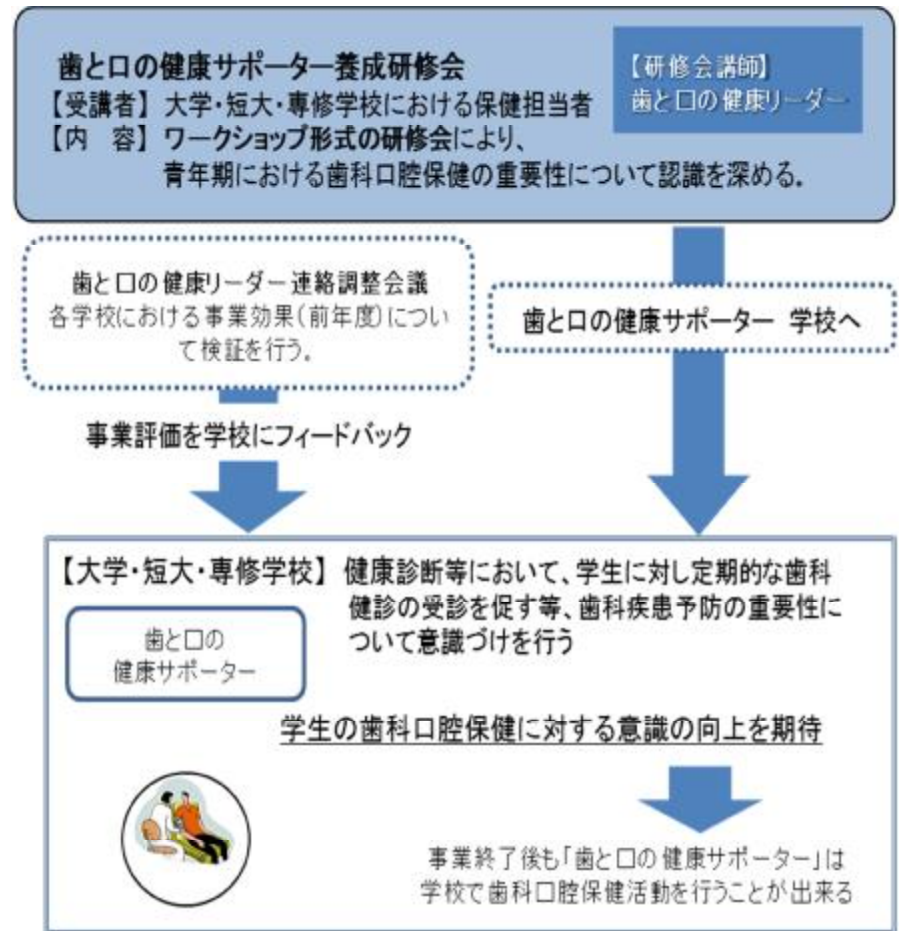 歯と口の健康サポーター養成研修会
【研修会講師】
歯と口の健康リーダー
【受講者】大学・短大・専修学校における保健担当者
【内　容】ワークショップ形式の研修会により、
青年期における歯科口腔保健の重要性について認識を深める。
歯と口の健康リーダー連絡調整会議
各学校における事業効果(前年度)につい
て検証を行う。
歯と口の健康サポーター 学校へ
事業評価を学校にフィードバック
【大学・短大・専修学校】健康診断等において、学生に対し定期的な歯科
健診の受診を促す等、歯科疾患予防の重要性に
ついて意識づけを行う
歯と口の
健康サポーター
学生の歯科口腔保健に対する意識の向上を期待
事業終了後も「歯と口の健康サポーター」は
学校で歯科口腔保健活動を行うことが出来る